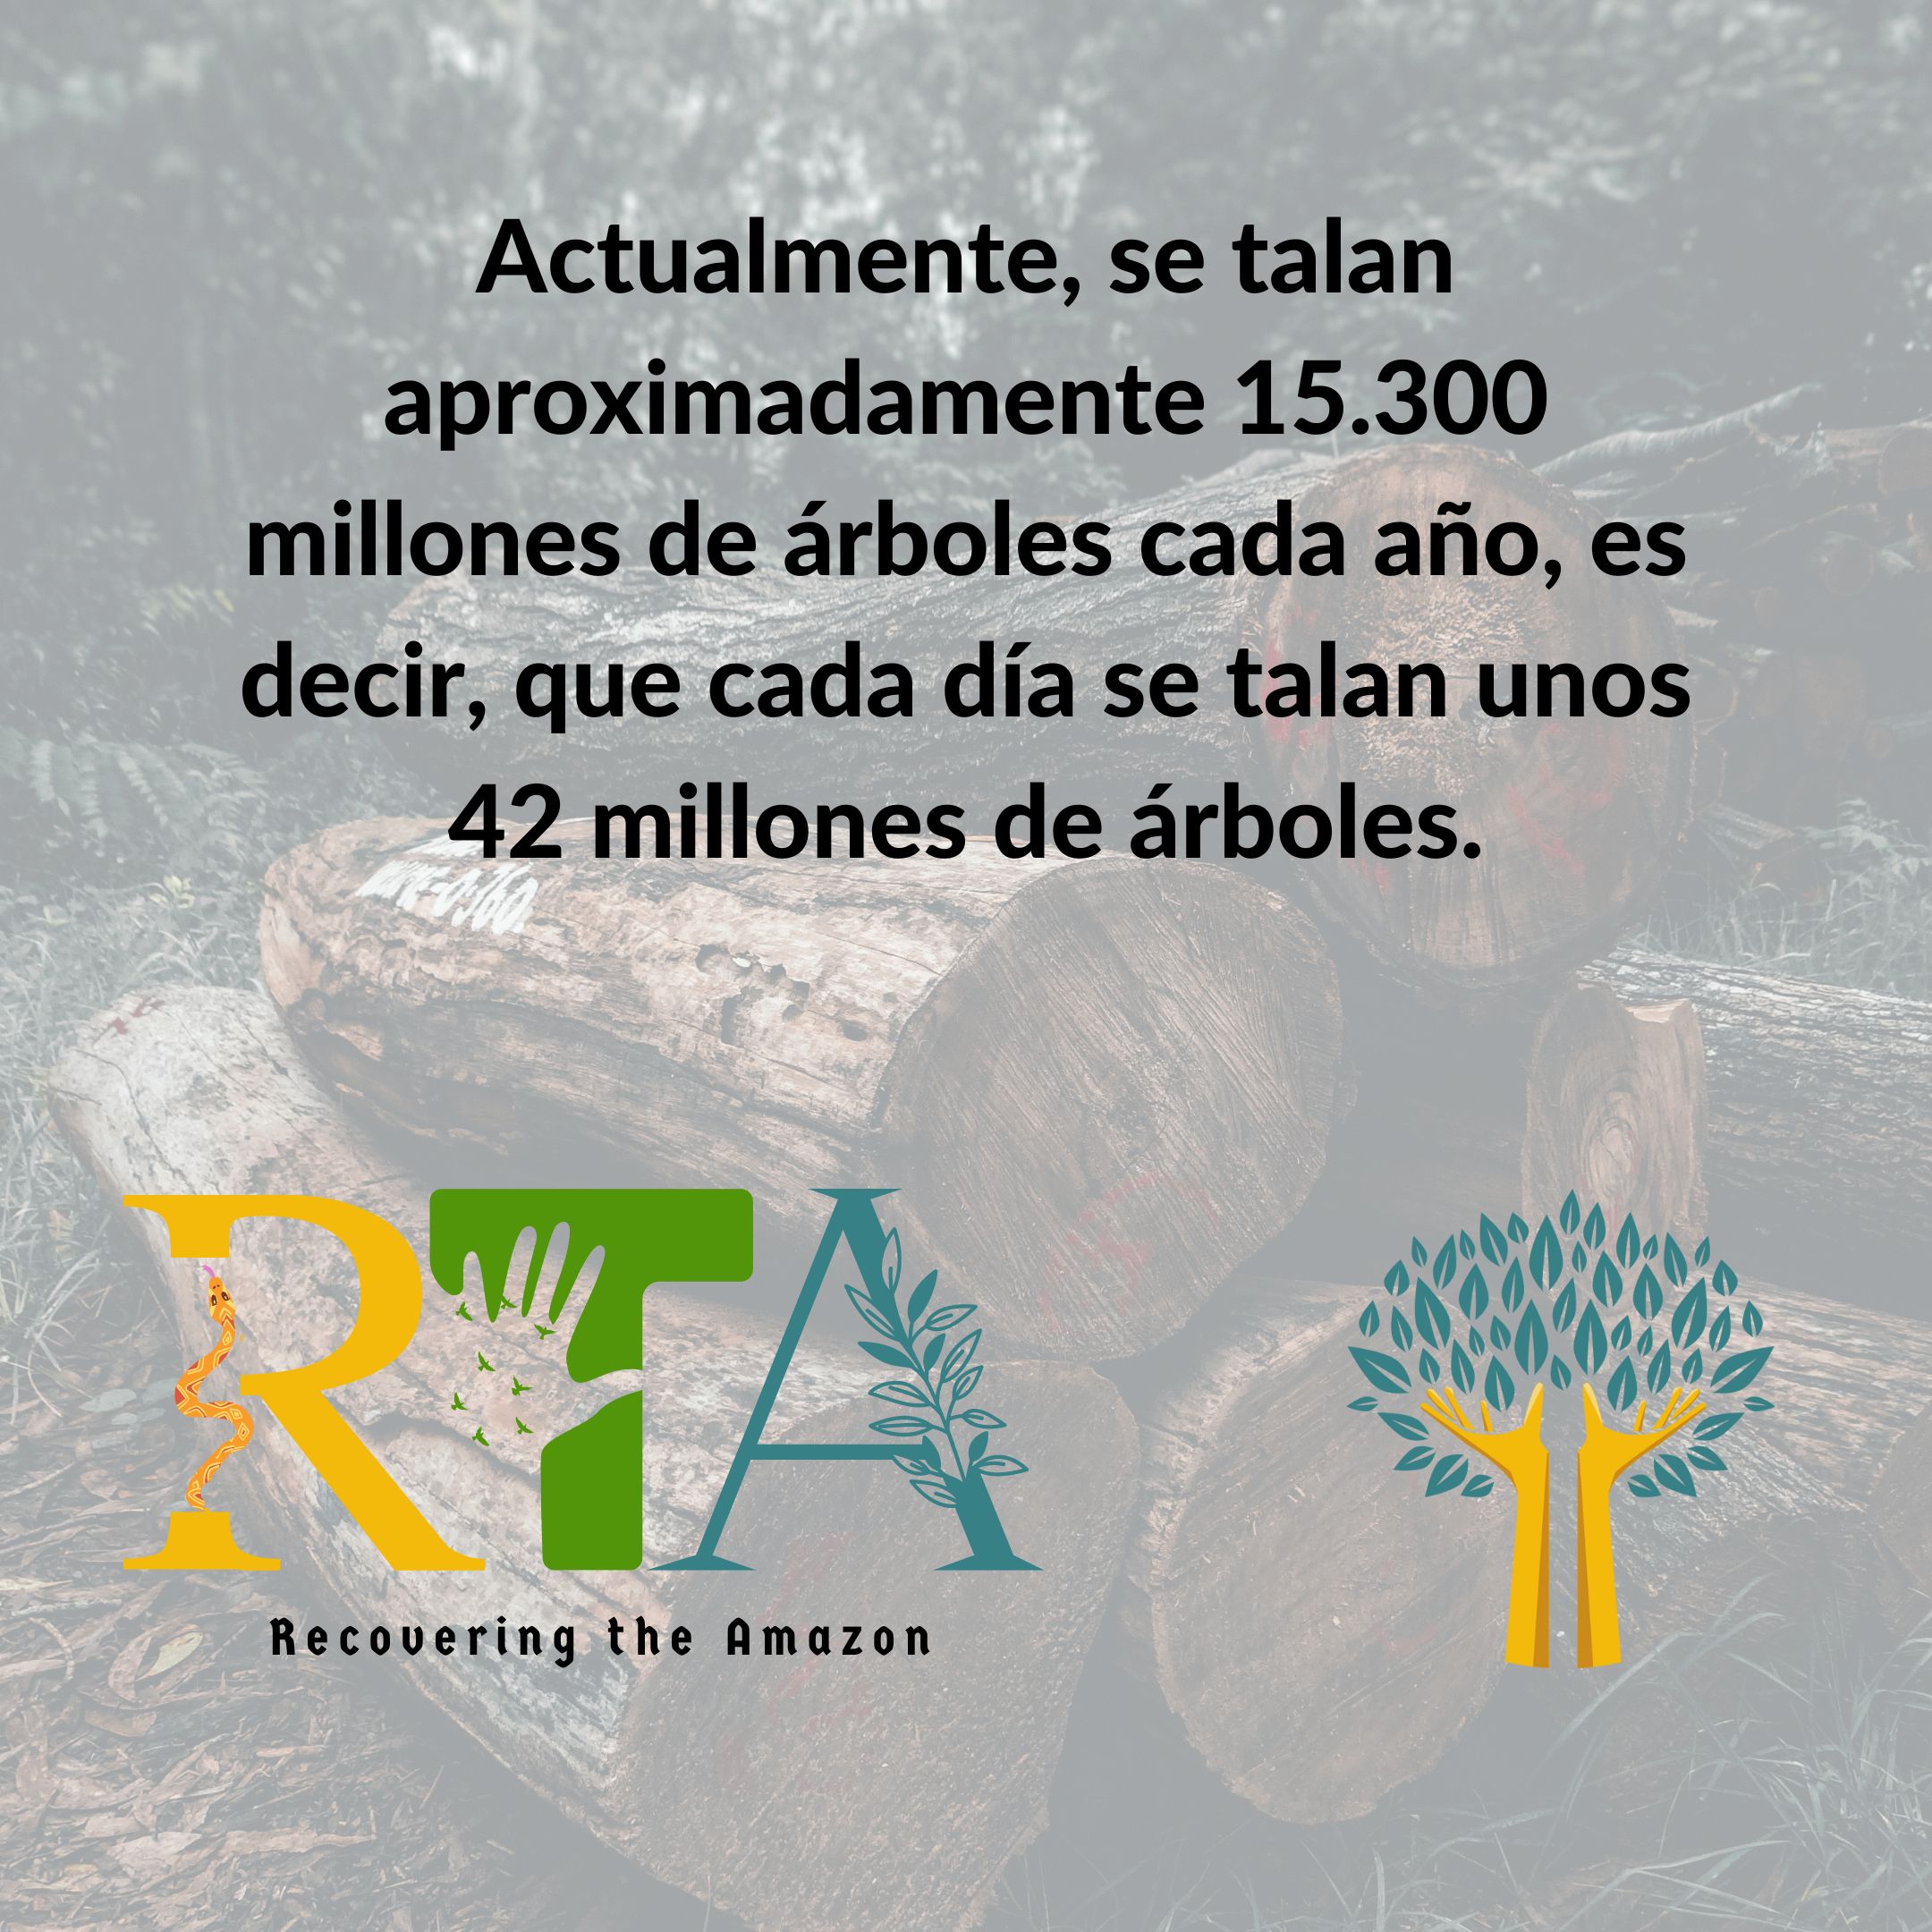 Actualmente, se talan
aproximadamente 15.300
millones de árboles cada año, es
decir, que cada día se talan unos
42 millones de árboles.
RTA
Recovering the Amazon